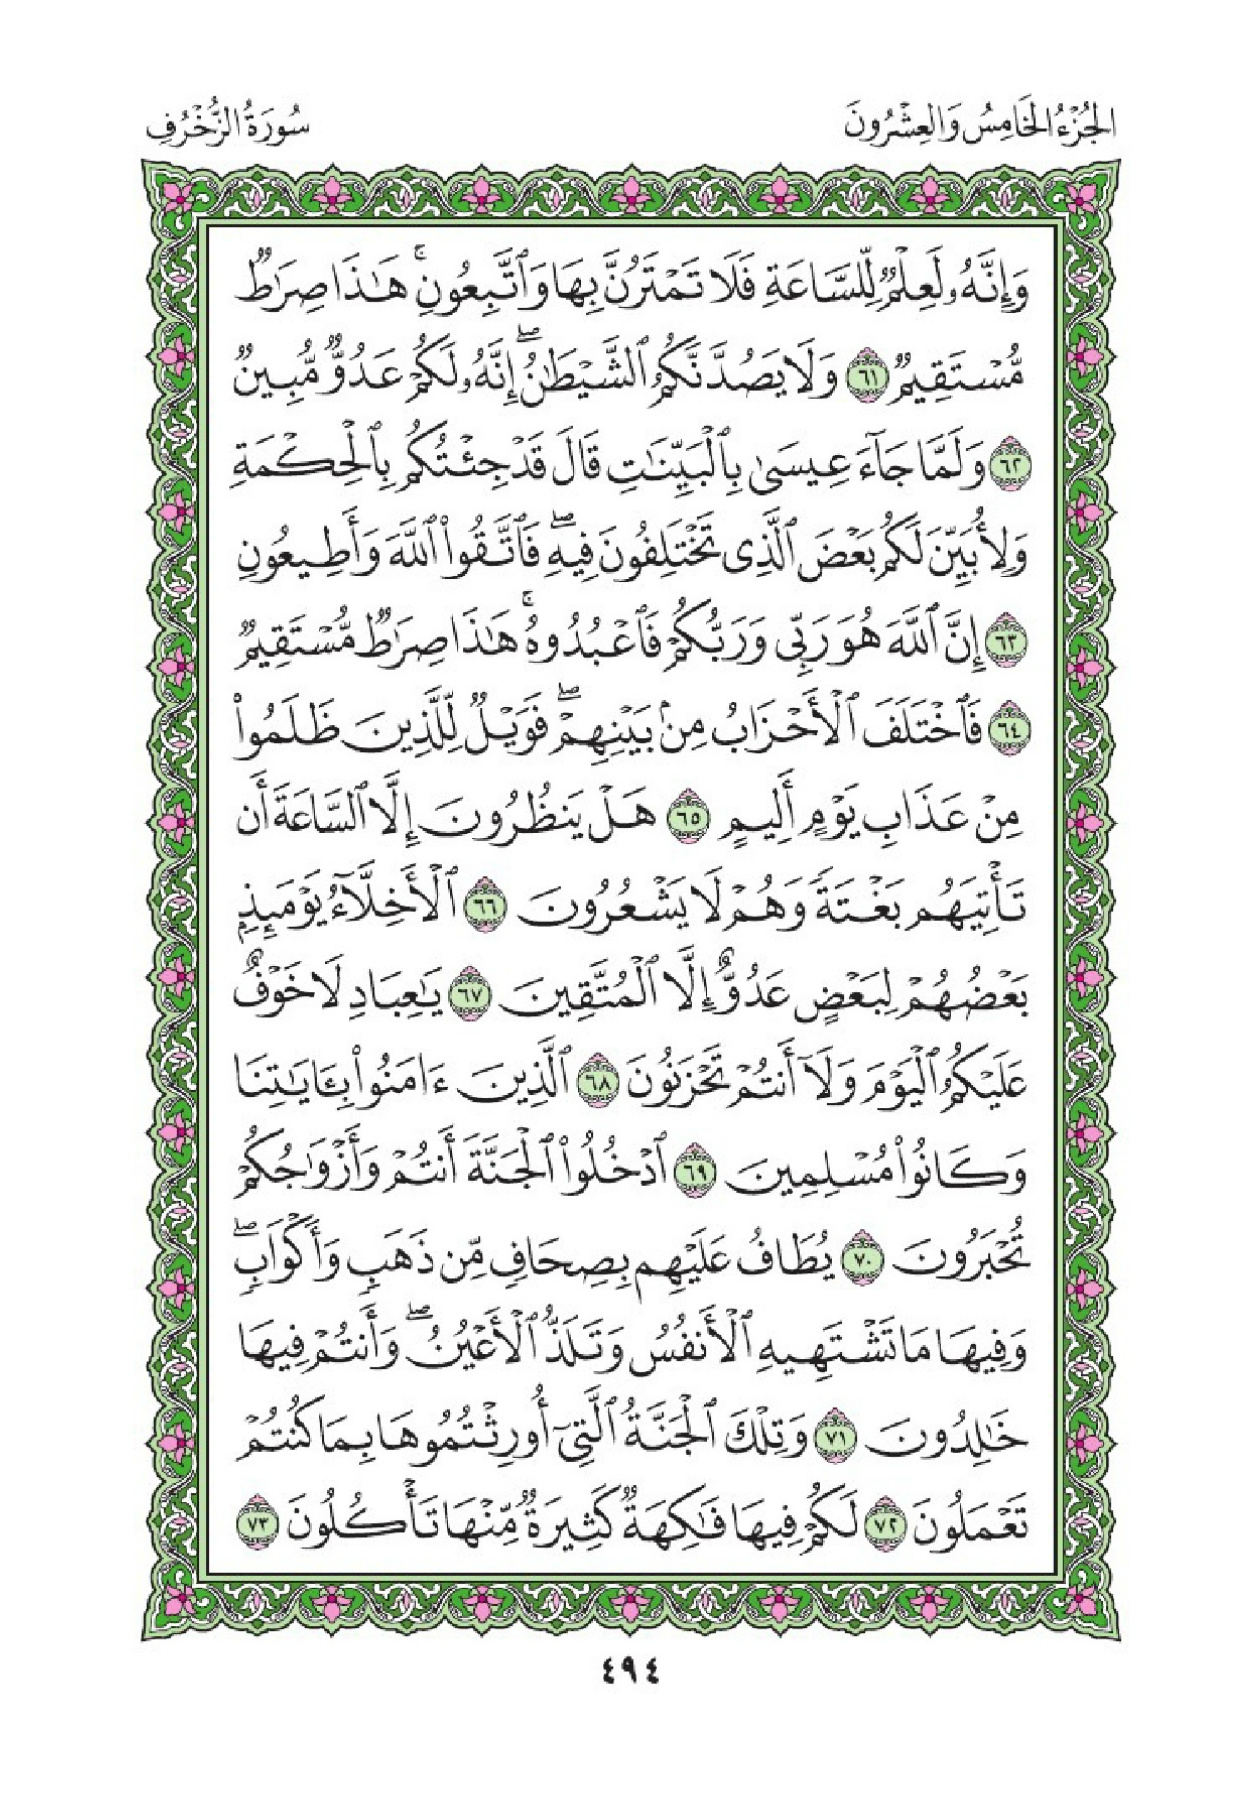 الجُزْءُ الخَامِسُ وَالعِشْرُونَ
سُورَةُ الزُّخْرُفِ
وَإِنَّهُۥ لَعِلْمٌ لِّلسَّاعَةِ فَلَا تَمْتَرُنَّ بِهَا وَٱتَّبِعُونِ ۚ هَٰذَا صِرَٰطٌ
مُّسْتَقِيمٌ ٦١ وَلَا يَصُدَّنَّكُمُ ٱلشَّيْطَٰنُ ۖ إِنَّهُۥ لَكُمْ عَدُوٌّ مُّبِينٌ
٦٢ وَلَمَّا جَآءَ عِيسَىٰ بِٱلْبَيِّنَٰتِ قَالَ قَدْ جِئْتُكُم بِٱلْحِكْمَةِ
وَلِأُبَيِّنَ لَكُم بَعْضَ ٱلَّذِى تَخْتَلِفُونَ فِيهِ ۖ فَٱتَّقُوا۟ ٱللَّهَ وَأَطِيعُونِ
٦٣ إِنَّ ٱللَّهَ هُوَ رَبِّى وَرَبُّكُمْ فَٱعْبُدُوهُ ۚ هَٰذَا صِرَٰطٌ مُّسْتَقِيمٌ
٦٤ فَٱخْتَلَفَ ٱلْأَحْزَابُ مِنۢ بَيْنِهِمْ ۖ فَوَيْلٌ لِّلَّذِينَ ظَلَمُوا۟
مِنْ عَذَابِ يَوْمٍ أَلِيمٍ ٦٥ هَلْ يَنظُرُونَ إِلَّا ٱلسَّاعَةَ أَن
تَأْتِيَهُم بَغْتَةً وَهُمْ لَا يَشْعُرُونَ ٦٦ ٱلْأَخِلَّآءُ يَوْمَئِذٍۭ
بَعْضُهُمْ لِبَعْضٍ عَدُوٌّ إِلَّا ٱلْمُتَّقِينَ ٦٧ يَٰعِبَادِ لَا خَوْفٌ
عَلَيْكُمُ ٱلْيَوْمَ وَلَآ أَنتُمْ تَحْزَنُونَ ٦٨ ٱلَّذِينَ ءَامَنُوا۟ بِـَٔايَٰتِنَا
وَكَانُوا۟ مُسْلِمِينَ ٦٩ ٱدْخُلُوا۟ ٱلْجَنَّةَ أَنتُمْ وَأَزْوَٰجُكُمْ
تُحْبَرُونَ ٧٠ يُطَافُ عَلَيْهِم بِصِحَافٍ مِّن ذَهَبٍ وَأَكْوَابٍ ۖ
وَفِيهَا مَا تَشْتَهِيهِ ٱلْأَنفُسُ وَتَلَذُّ ٱلْأَعْيُنُ ۖ وَأَنتُمْ فِيهَا
خَٰلِدُونَ ٧١ وَتِلْكَ ٱلْجَنَّةُ ٱلَّتِىٓ أُورِثْتُمُوهَا بِمَا كُنتُمْ
تَعْمَلُونَ ٧٢ لَكُمْ فِيهَا فَٰكِهَةٌ كَثِيرَةٌ مِّنْهَا تَأْكُلُونَ ٧٣
٤٩٤